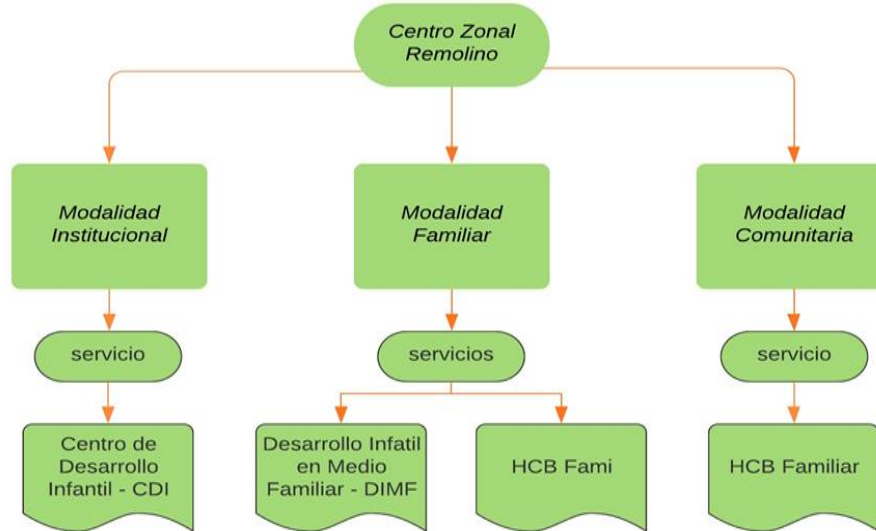 Centro Zonal
Remolino
Modalidad
Institucional
Modalidad
Familiar
Modalidad
Comunitaria
servicio
servicios
servicio
Centro de
Desarrollo
Infantil - CDI
Desarrollo Infatil
en Medio
Familiar - DIMF
HCB Fami
HCB Familiar